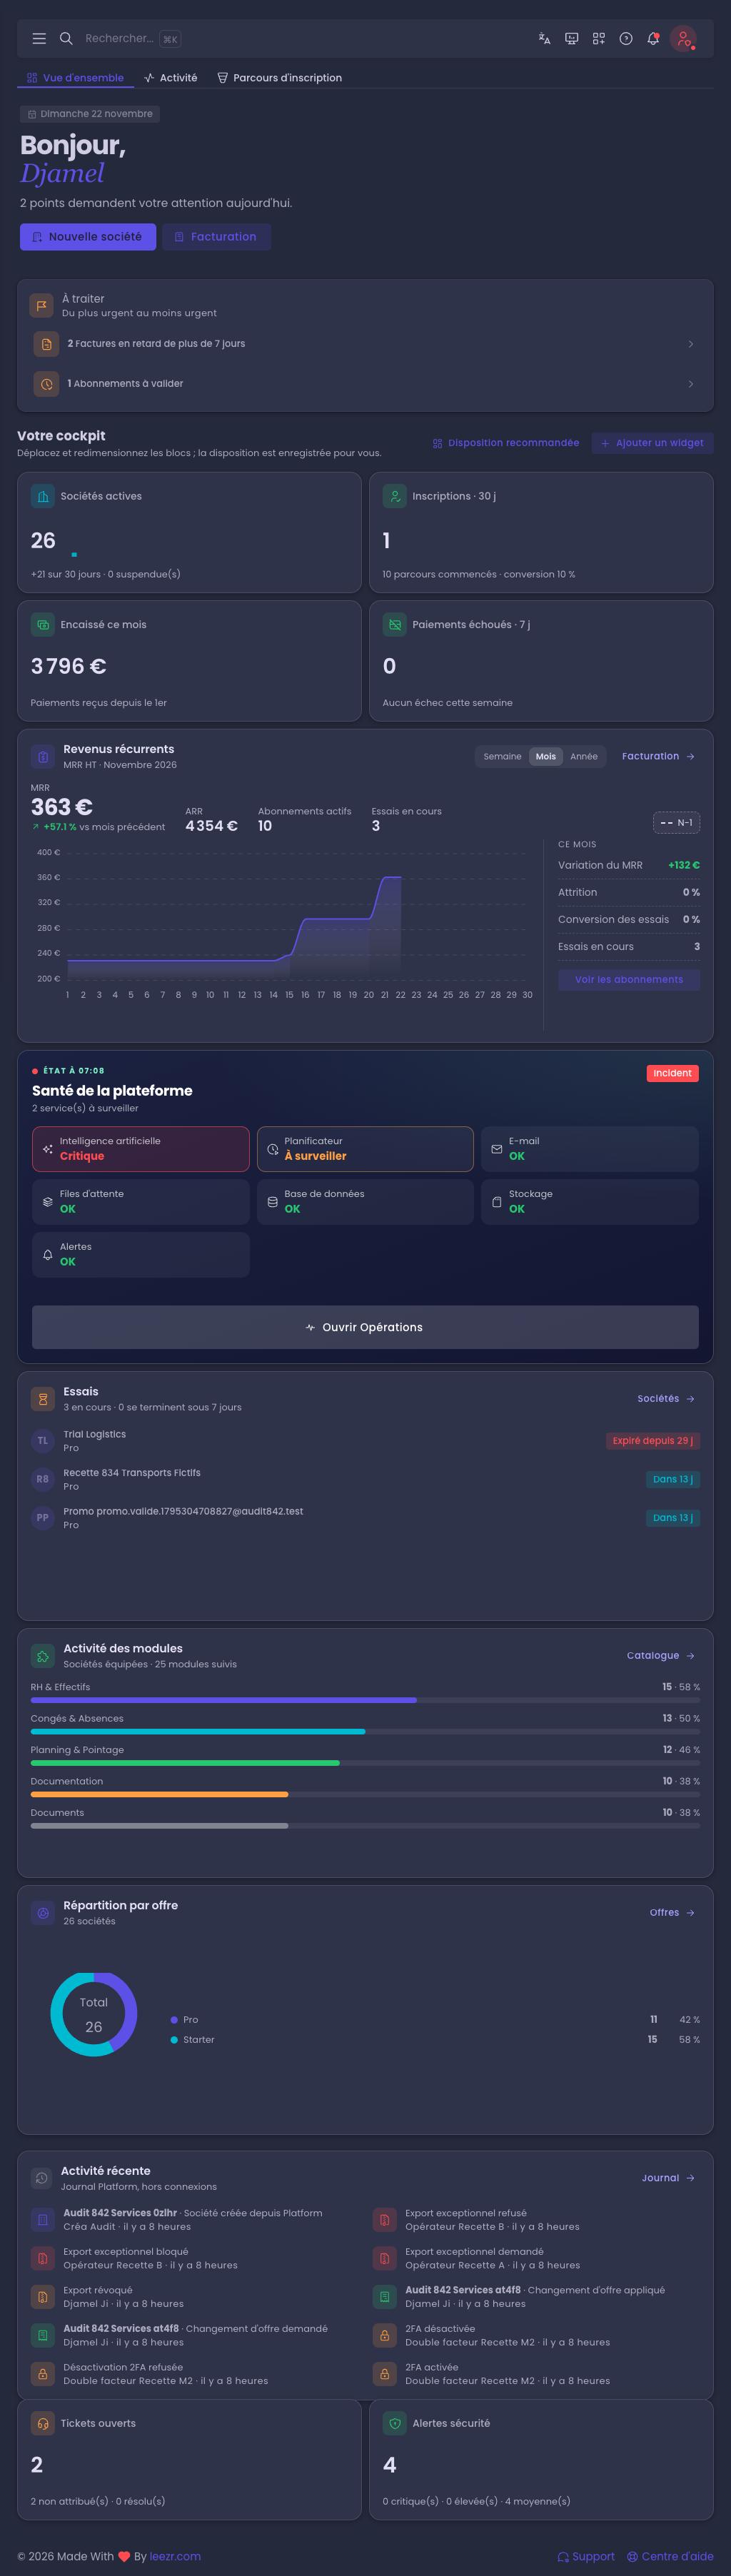 Rechercher... ⌘K
Vue d'ensemble Activité Parcours d'inscription
Dimanche 22 novembre
Bonjour,
Djamel
2 points demandent votre attention aujourd'hui.
Nouvelle société Facturation
À traiter
Du plus urgent au moins urgent
2 Factures en retard de plus de 7 jours
1 Abonnements à valider
Votre cockpit
Déplacez et redimensionnez les blocs ; la disposition est enregistrée pour vous.
Disposition recommandée Ajouter un widget
Sociétés actives
26
+21 sur 30 jours · 0 suspendue(s)
Inscriptions · 30 j
1
10 parcours commencés · conversion 10 %
Encaissé ce mois
3 796 €
Paiements reçus depuis le 1er
Paiements échoués · 7 j
0
Aucun échec cette semaine
Revenus récurrents
MRR HT · Novembre 2026
Semaine Mois Année Facturation →
MRR
363 €
+57.1 % vs mois précédent
ARR
4 354 €
Abonnements actifs
10
Essais en cours
3
N-1
400 €
360 €
320 €
280 €
240 €
200 €
1 2 3 4 5 6 7 8 9 10 11 12 13 14 15 16 17 18 19 20 21 22 23 24 25 26 27 28 29 30
CE MOIS
Variation du MRR +132 €
Attrition 0 %
Conversion des essais 0 %
Essais en cours 3
Voir les abonnements
ÉTAT À 07:08
Incident
Santé de la plateforme
2 service(s) à surveiller
Intelligence artificielle
Critique
Planificateur
À surveiller
E-mail
OK
Files d'attente
OK
Base de données
OK
Stockage
OK
Alertes
OK
Ouvrir Opérations
Essais
3 en cours · 0 se terminent sous 7 jours
Sociétés →
TL Trial Logistics
Pro
Expiré depuis 29 j
R8 Recette 834 Transports Fictifs
Pro
Dans 13 j
PP Promo promo.valide.1795304708827@audit842.test
Pro
Dans 13 j
Activité des modules
Sociétés équipées · 25 modules suivis
Catalogue →
RH & Effectifs 15 · 58 %
Congés & Absences 13 · 50 %
Planning & Pointage 12 · 46 %
Documentation 10 · 38 %
Documents 10 · 38 %
Répartition par offre
26 sociétés
Offres →
Total
26
Pro 11 42 %
Starter 15 58 %
Activité récente
Journal Platform, hors connexions
Journal →
Audit 842 Services 0zlhr · Société créée depuis Platform
Créa Audit · il y a 8 heures
Export exceptionnel refusé
Opérateur Recette B · il y a 8 heures
Export exceptionnel bloqué
Opérateur Recette B · il y a 8 heures
Export exceptionnel demandé
Opérateur Recette A · il y a 8 heures
Export révoqué
Djamel Ji · il y a 8 heures
Audit 842 Services at4f8 · Changement d'offre appliqué
Djamel Ji · il y a 8 heures
Audit 842 Services at4f8 · Changement d'offre demandé
Djamel Ji · il y a 8 heures
2FA désactivée
Double facteur Recette M2 · il y a 8 heures
Désactivation 2FA refusée
Double facteur Recette M2 · il y a 8 heures
2FA activée
Double facteur Recette M2 · il y a 8 heures
Tickets ouverts
2
2 non attribué(s) · 0 résolu(s)
Alertes sécurité
4
0 critique(s) · 0 élevée(s) · 4 moyenne(s)
© 2026 Made With ❤ By leezr.com
Support Centre d'aide